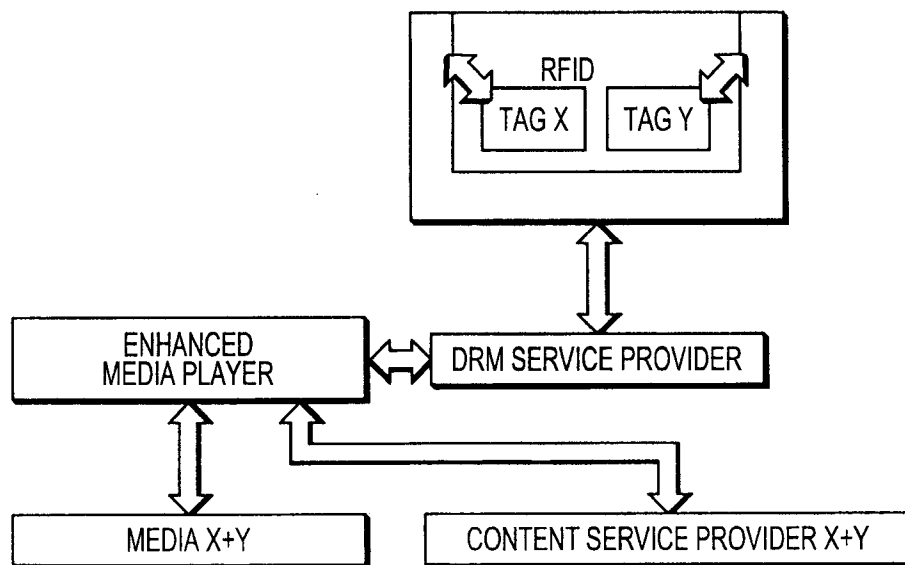 RFID
TAG X
TAG Y
ENHANCED
MEDIA PLAYER
DRM SERVICE PROVIDER
MEDIA X+Y
CONTENT SERVICE PROVIDER X+Y